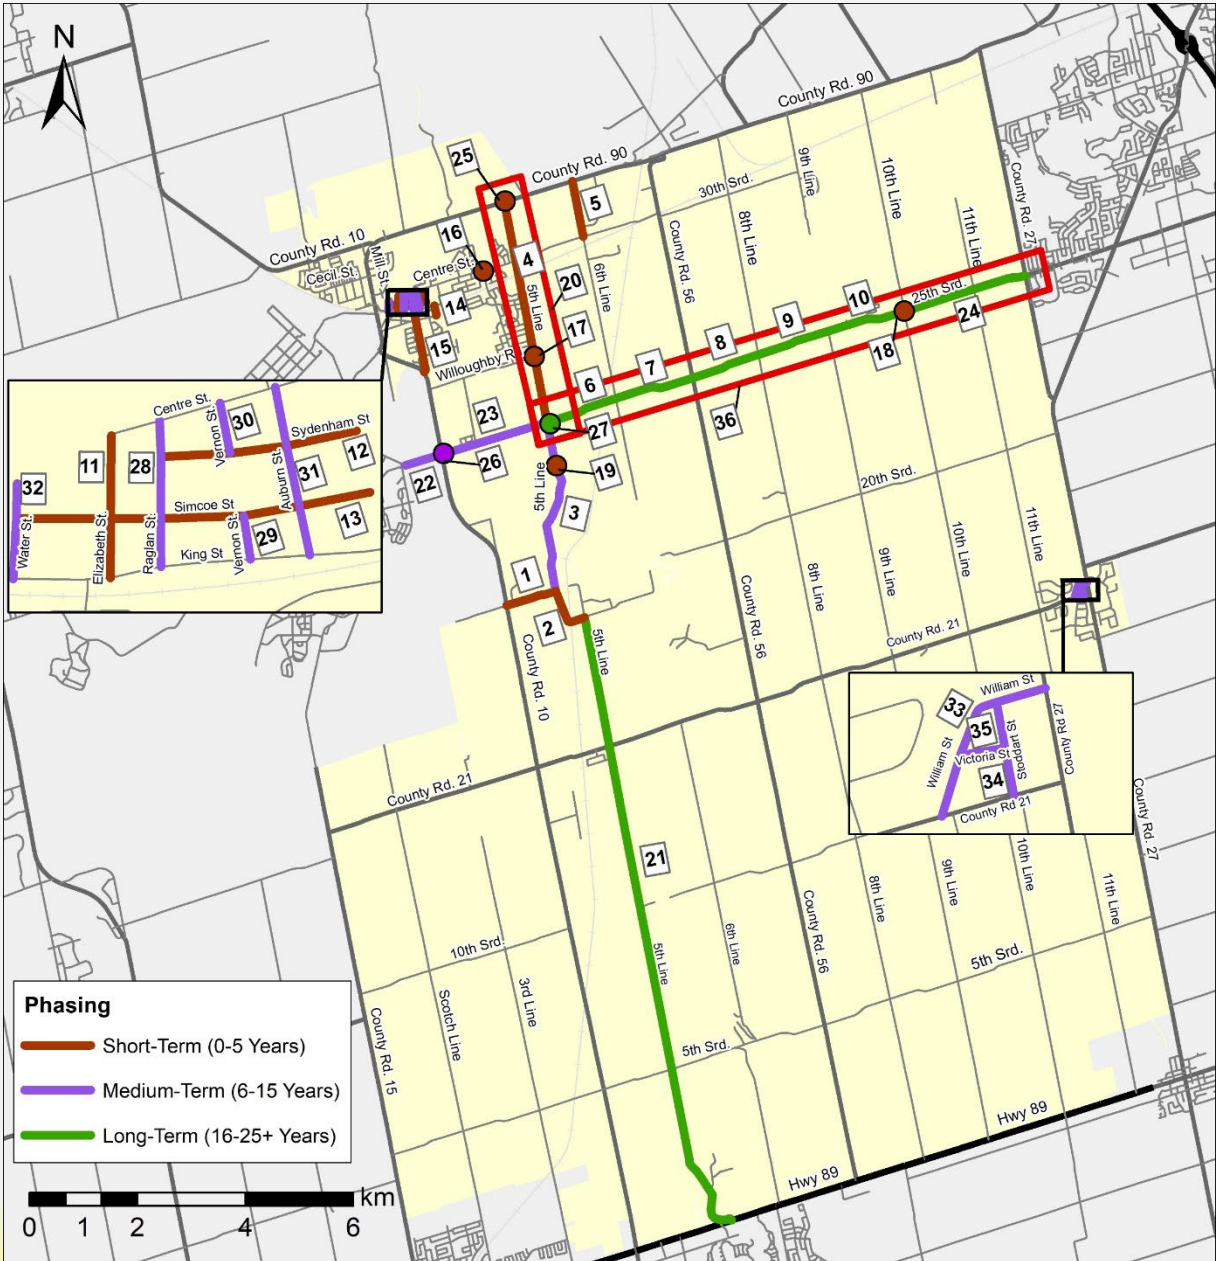 N
County Rd. 90
25
County Rd. 90
5
30th Srd.
9th Line
10th Line
County Rd. 27
16
County Rd. 10
Mill St.
Cecil St.
Centre St.
4
20
6th Line
County Rd. 56
8th Line
11th Line
14
5th Line
17
10
25th Srd.
15
Willoughby R
9
8
24
7
18
6
36
Centre St.
Vernon St.
30
Sydenham St
23
27
11
28
Auburn St.
31
12
26
19
32
22
5th Line
3
20th Srd.
Simcoe St
13
Water St.
Elizabeth St.
Raglan St.
Vernon St.
29
King St
1
2
County Rd. 10
5th Line
County Rd. 56
8th Line
9th Line
10th Line
11th Line
County Rd. 21
William St
33
35
William St
Victoria St
Stoddart St
County Rd 27
34
County Rd 21
County Rd. 27
County Rd. 21
21
8th Line
9th Line
10th Line
11th Line
10th Srd.
5th Line
6th Line
County Rd. 56
5th Srd.
Scotch Line
3rd Line
County Rd. 15
5th Srd.
Hwy 89
Hwy 89
Phasing
Short-Term (0-5 Years)
Medium-Term (6-15 Years)
Long-Term (16-25+ Years)
km
0 1 2 4 6